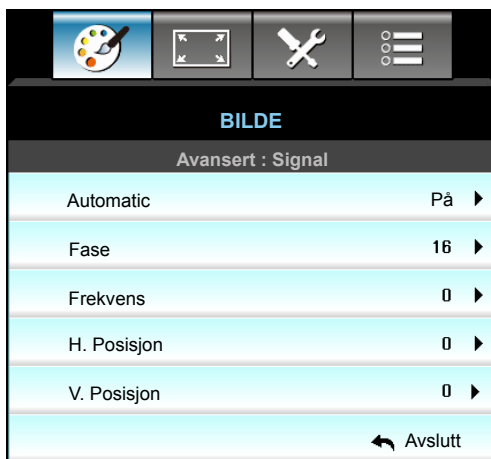 BILDE
Avansert : Signal
Automatic På
Fase 16
Frekvens 0
H. Posisjon 0
V. Posisjon 0
Avslutt